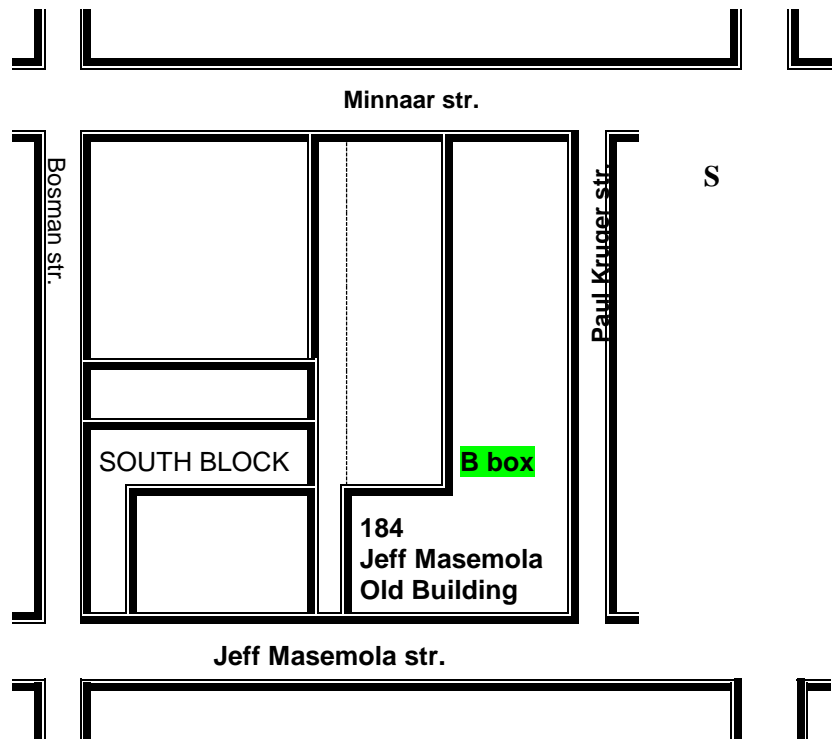 Minnaar str.
Bosman str.
Paul Kruger str.
S
SOUTH BLOCK
B box
184
Jeff Masemola
Old Building
Jeff Masemola str.